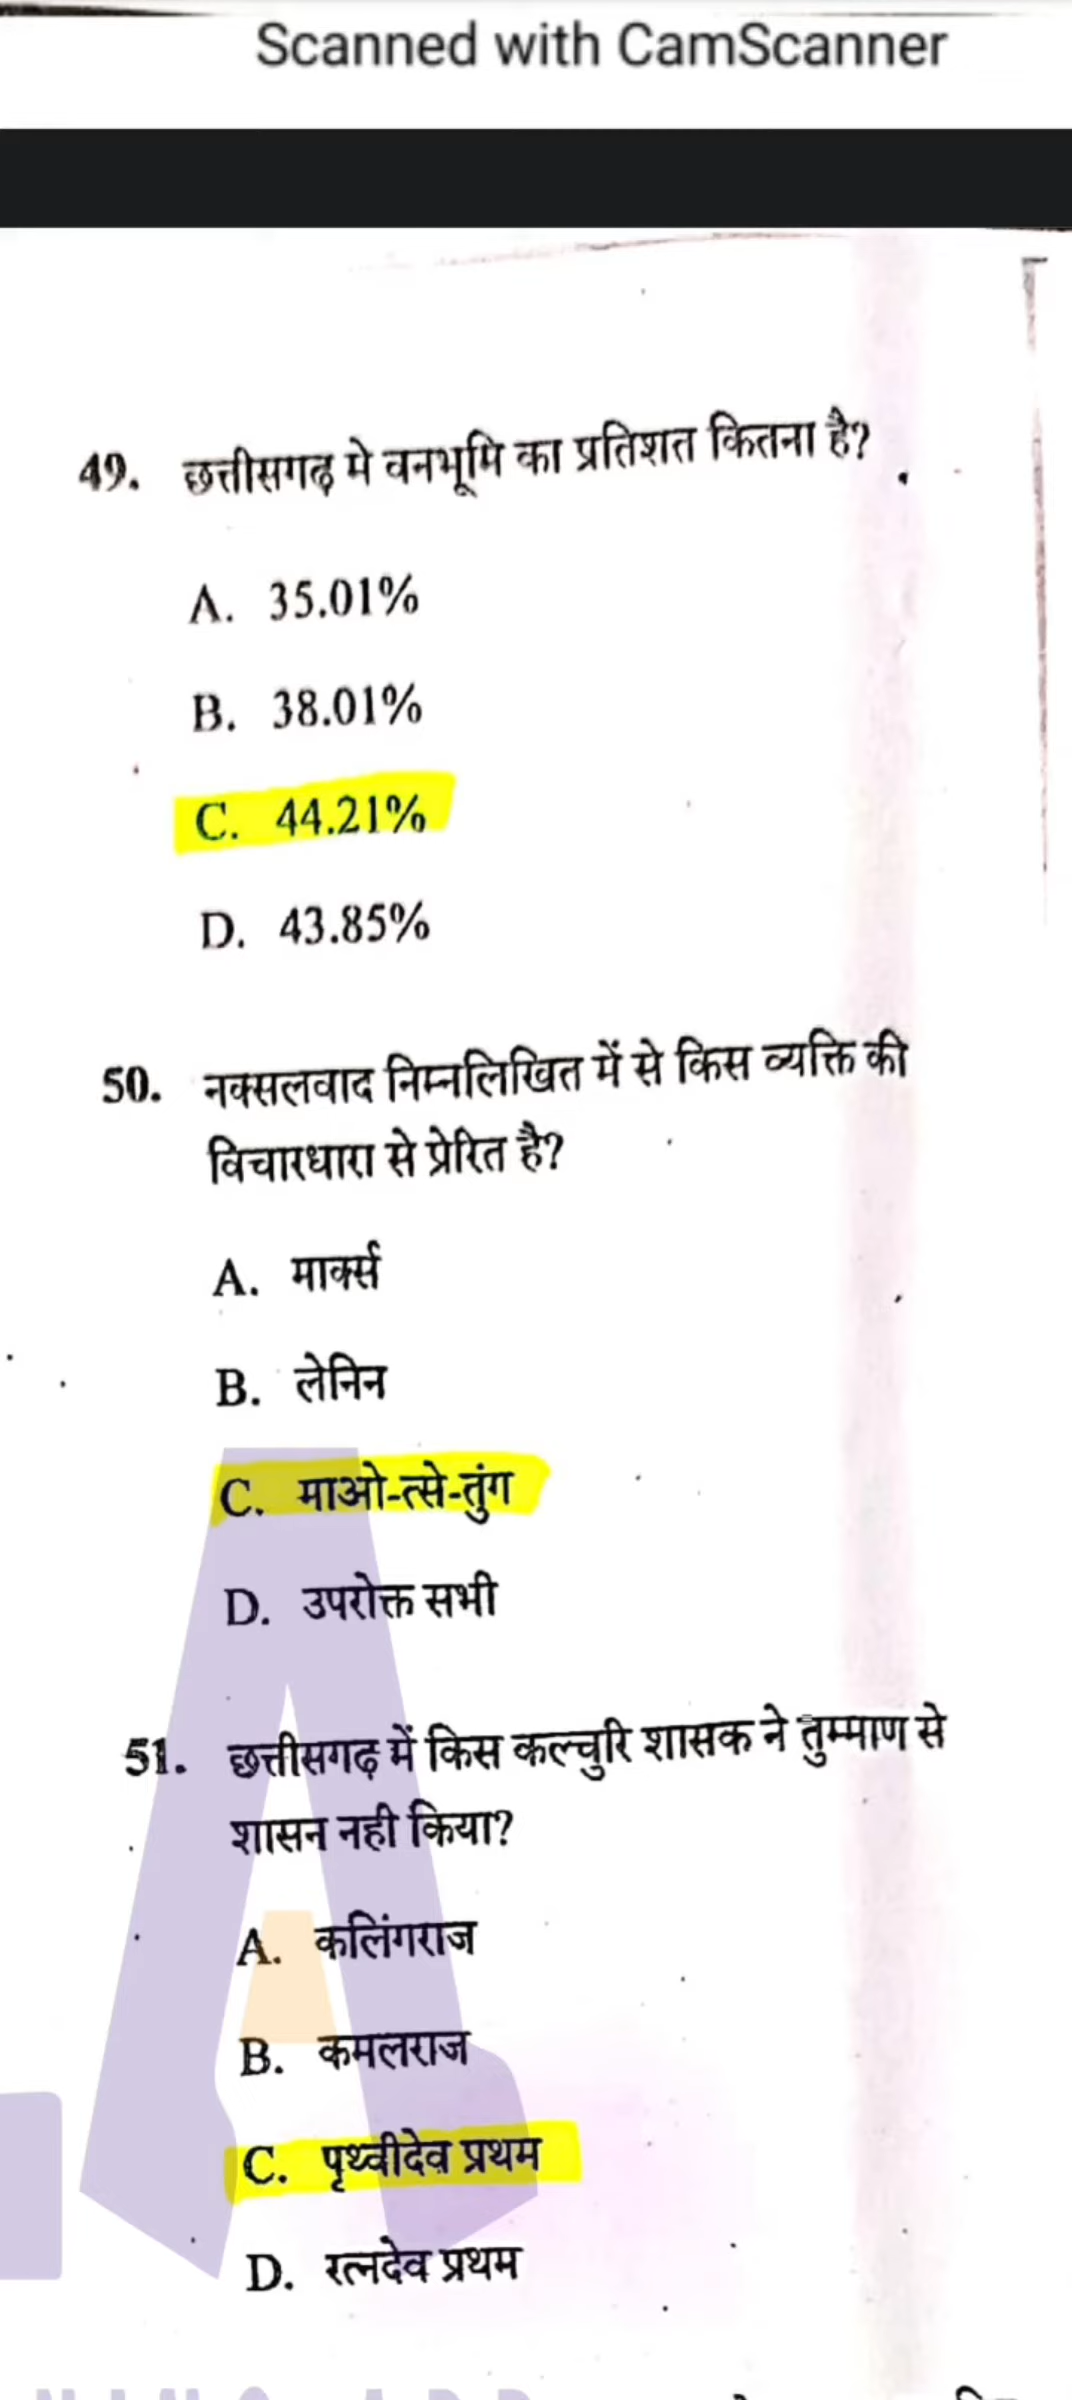 Scanned with CamScanner
49. छत्तीसगढ़ मे वनभूमि का प्रतिशत कितना है?
A. 35.01%
B. 38.01%
C. 44.21%
D. 43.85%
50. नक्सलवाद निम्नलिखित में से किस व्यक्ति की
विचारधारा से प्रेरित है?
A. मार्क्स
B. लेनिन
C. माओ-त्से-तुंग
D. उपरोक्त सभी
51. छत्तीसगढ़ में किस कल्चुरि शासक ने तुम्माण से
शासन नही किया?
A. कलिंगराज
B. कमलराज
C. पृथ्वीदेव प्रथम
D. रत्नदेव प्रथम